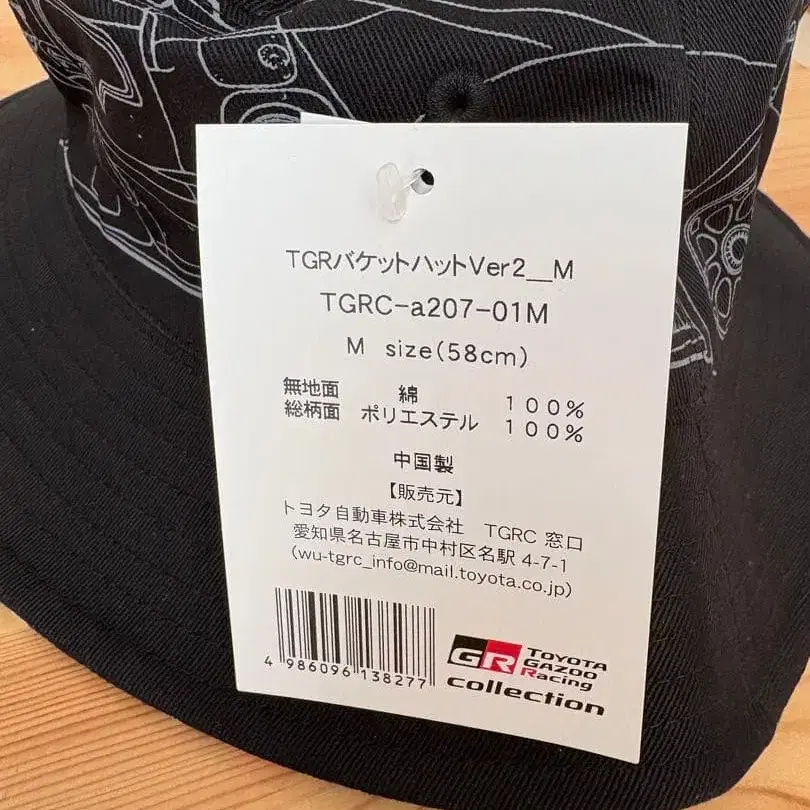 TGRバケットハットVer2__M
TGRC-a207-01M
M size(58cm)
無地面 綿 100%
総柄面 ポリエステル 100%
中国製
【販売元】
トヨタ自動車株式会社 TGRC 窓口
愛知県名古屋市中村区名駅 4-7-1
(wu-tgrc_info@mail.toyota.co.jp)
4 986096 138277
GR TOYOTA
GAZOO
Racing
collection